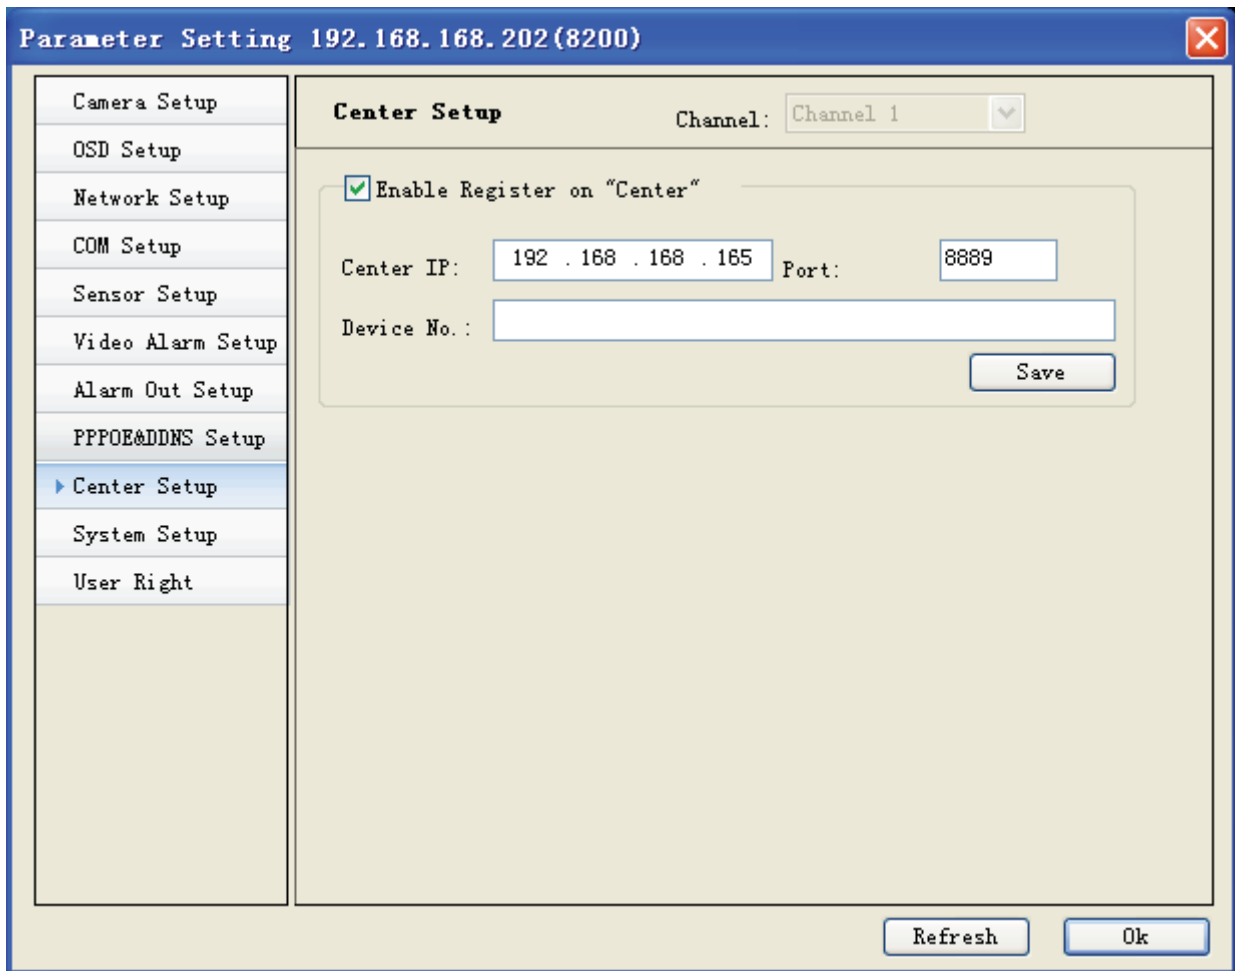 Parameter Setting 192.168.168.202(8200)
Camera Setup
OSD Setup
Network Setup
COM Setup
Sensor Setup
Video Alarm Setup
Alarm Out Setup
PPPOE&DDNS Setup
Center Setup
System Setup
User Right
Center Setup Channel: Channel 1
Enable Register on "Center"
Center IP: 192 . 168 . 168 . 165 Port: 8889
Device No.:
Save
Refresh Ok